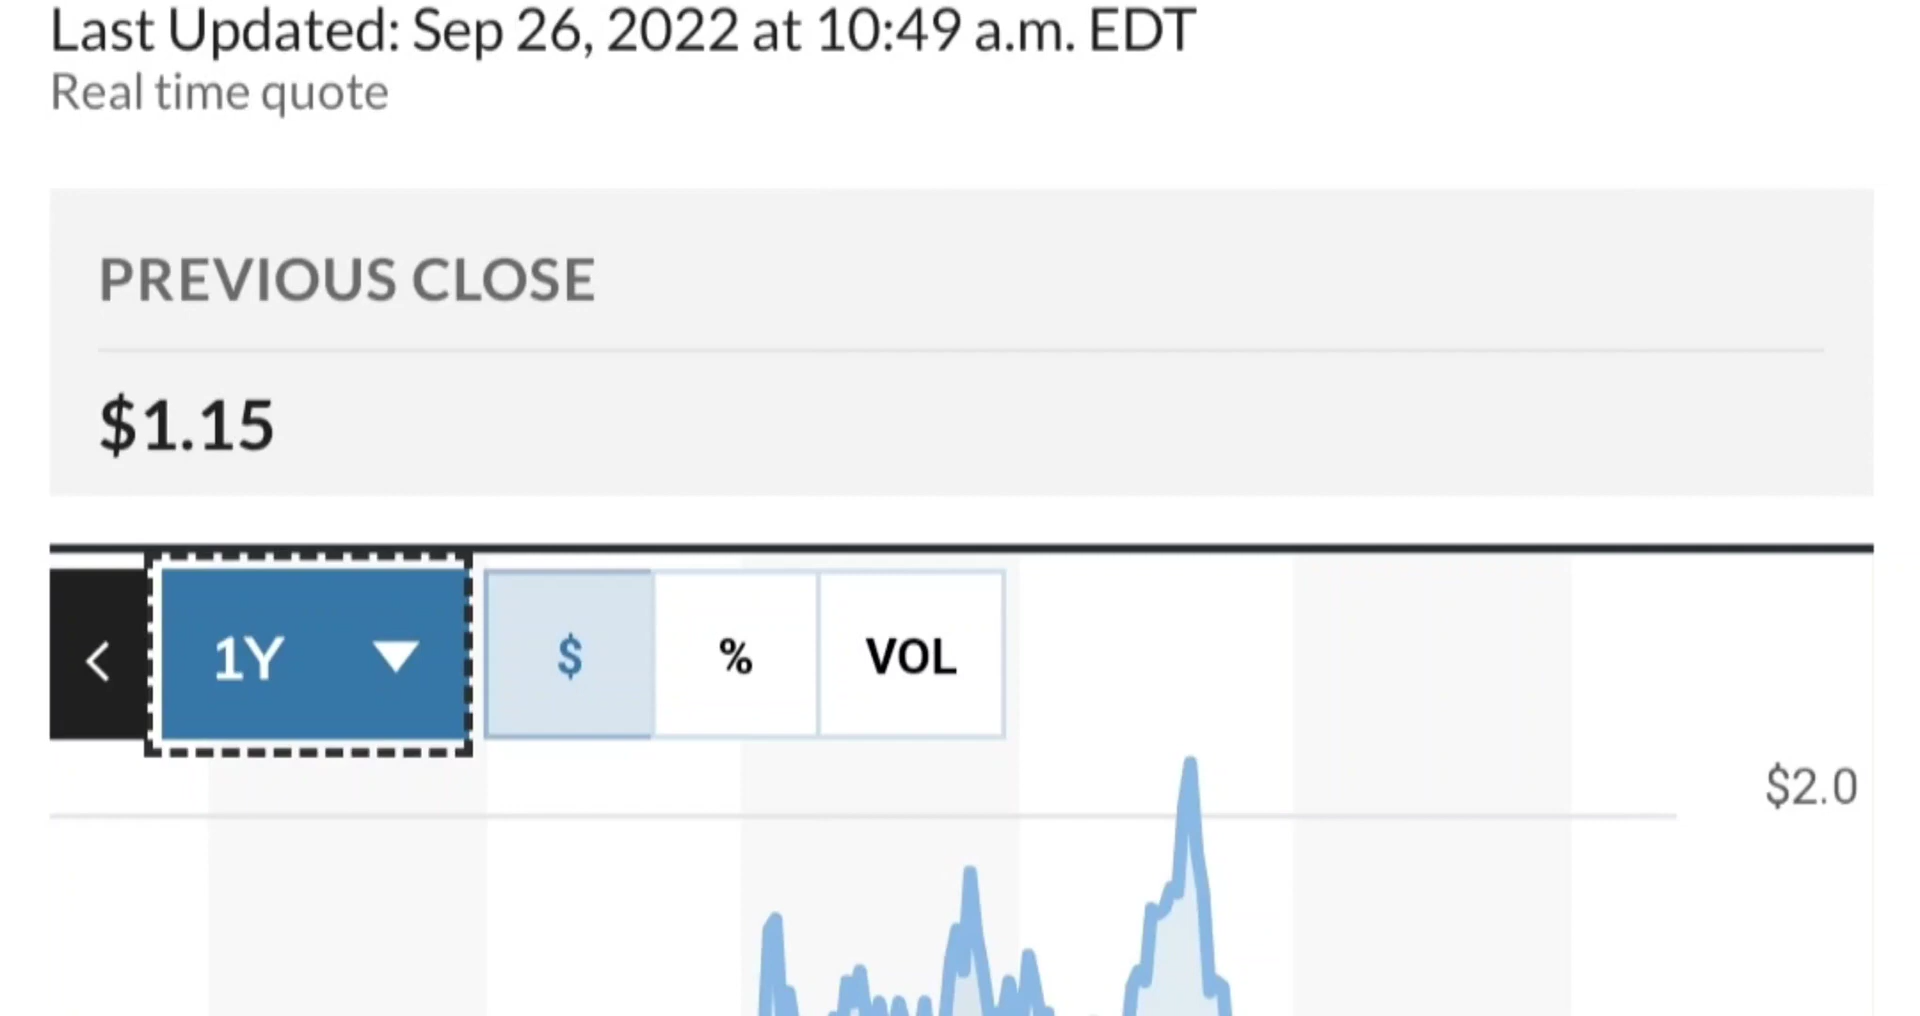 Last Updated: Sep 26, 2022 at 10:49 a.m. EDT
Real time quote
PREVIOUS CLOSE
$1.15
1Y $ % VOL
$2.0